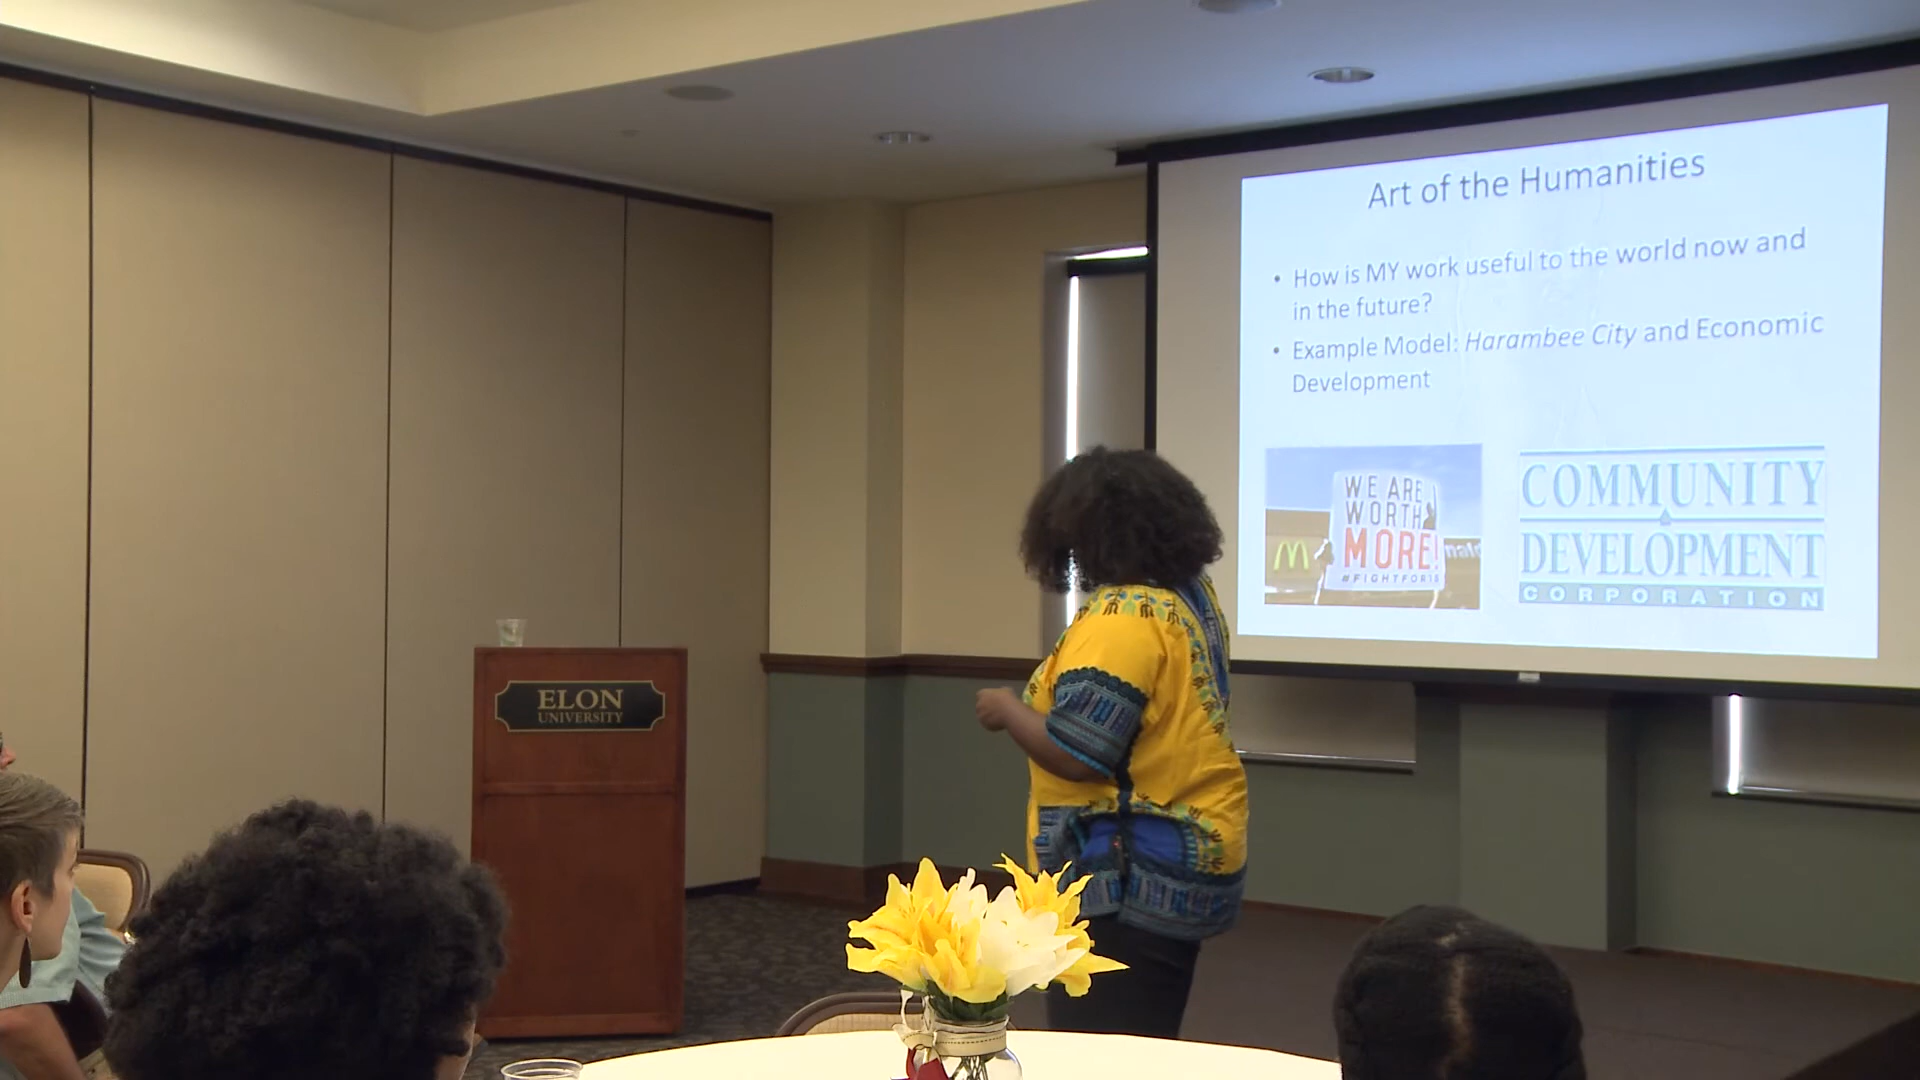 Art of the Humanities
• How is MY work useful to the world now and
in the future?
• Example Model: Harambee City and Economic
Development
WE ARE
WORTH
MORE!
#FIGHTFOR15
COMMUNITY
DEVELOPMENT
CORPORATION
ELON
UNIVERSITY